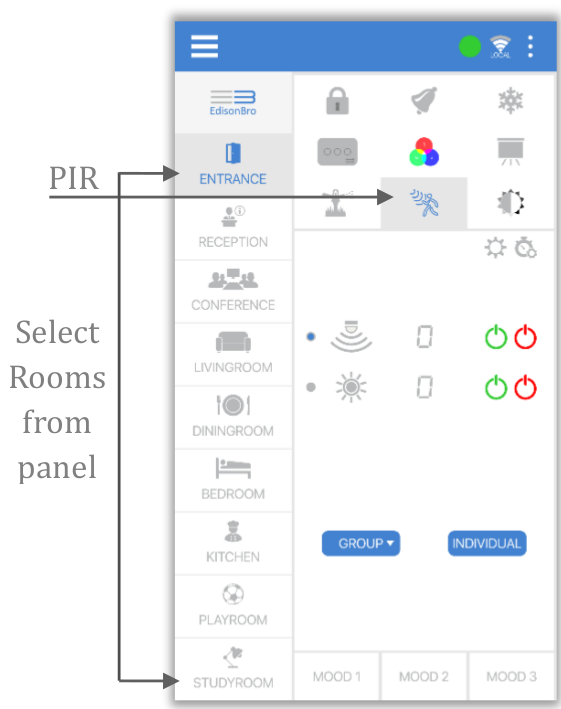 LOCAL
EdisonBro
ENTRANCE
PIR
RECEPTION
CONFERENCE
Select
Rooms
from
panel
LIVINGROOM
DININGROOM
BEDROOM
KITCHEN
PLAYROOM
STUDYROOM
0
0
GROUP
INDIVIDUAL
MOOD 1
MOOD 2
MOOD 3